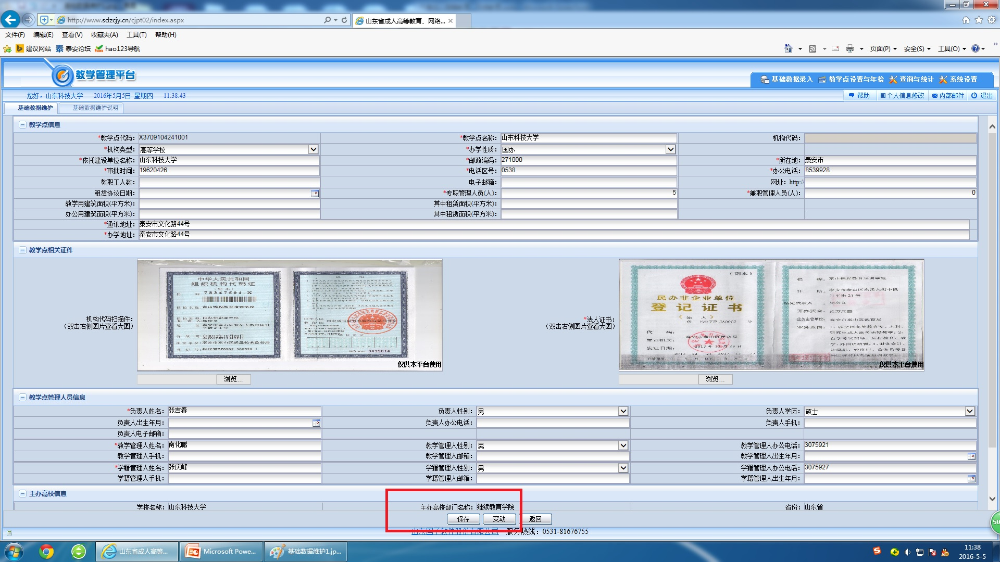 http://www.sdzcjy.cn/cjpt02/index.aspx
山东省成人高等教育、网络...
文件(F) 编辑(E) 查看(V) 收藏夹(A) 工具(T) 帮助(H)
建议网站 泰安论坛 hao123导航
页面(P) 安全(S) 工具(O)
教学管理平台
基础数据录入 教学点设置与年检 查询与统计 系统设置
您好，山东科技大学 2016年5月5日 星期四 11:38:43
帮助 个人信息修改 内部邮件 退出
基础数据维护 基础数据维护说明
教学点信息
*教学点代码： X3709104241001 *教学点名称： 山东科技大学 机构代码：
*机构类型： 高等学校 *办学性质： 国办
*依托建设单位名称： 山东科技大学 *邮政编码： 271000 *所在地： 泰安市
*审批时间： 19620426 *电话区号： 0538 *办公电话： 8539928
教职工人数： 电子邮箱： 网址： http:/
租赁协议日期： *专职管理人员(人)： 5 *兼职管理人员(人)： 0
教学用建筑面积(平方米)： 其中租赁面积(平方米)：
办公用建筑面积(平方米)： 其中租赁面积(平方米)：
*通讯地址： 泰安市文化路44号
*办学地址： 泰安市文化路44号
教学点相关证件
机构代码扫描件：
（双击右侧图片查看大图）
中华人民共和国
组织机构代码证
78347501-X
仅供本平台使用
浏览...
*法人证书：
（双击右侧图片查看大图）
（副本）
民办非企业单位
登记证书
（法人）
仅供本平台使用
浏览...
教学点管理人员信息
*负责人姓名： 张吉春 负责人性别： 男 负责人学历： 硕士
负责人出生年月： 负责人办公电话： 负责人手机：
负责人电子邮箱：
*教学管理人姓名： 南化鹏 教学管理人性别： 男 教学管理人办公电话： 3075921
教学管理人手机： 教学管理人邮箱： 教学管理人出生年月：
*学籍管理人姓名： 张庆峰 学籍管理人性别： 男 学籍管理人办公电话： 3075927
学籍管理人手机： 学籍管理人邮箱： 学籍管理人出生年月：
主办高校信息
学校名称： 山东科技大学 主办高校部门名称： 继续教育学院 省份： 山东省
保存 变动 返回
山东国子软件股份有限公司 服务热线：0531-81676755
50
山东省成人高等... Microsoft Powe... 基础数据维护1.jp...
11:38
2016-5-5